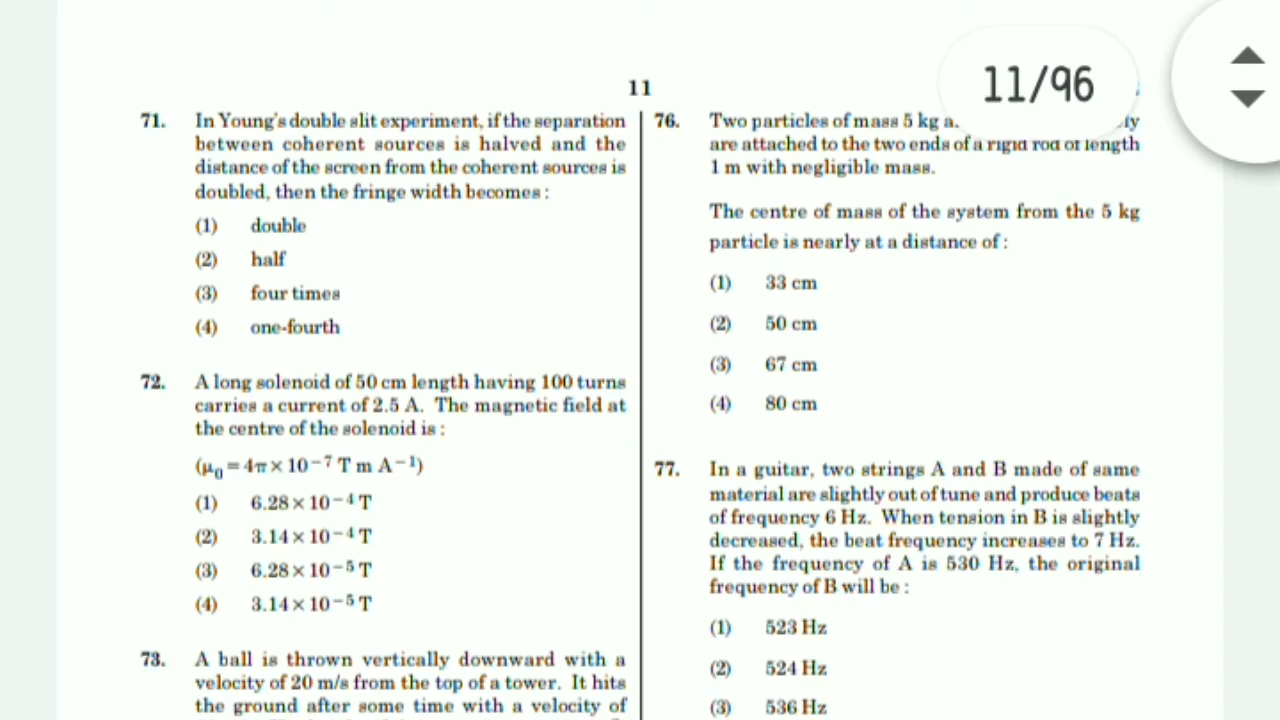 11/96
11
71. In Young's double slit experiment, if the separation
between coherent sources is halved and the
distance of the screen from the coherent sources is
doubled, then the fringe width becomes :
(1) double
(2) half
(3) four times
(4) one-fourth
72. A long solenoid of 50 cm length having 100 turns
carries a current of 2.5 A. The magnetic field at
the centre of the solenoid is :
(μ₀ = 4π × 10⁻⁷ T m A⁻¹)
(1) 6.28 × 10⁻⁴ T
(2) 3.14 × 10⁻⁴ T
(3) 6.28 × 10⁻⁵ T
(4) 3.14 × 10⁻⁵ T
73. A ball is thrown vertically downward with a
velocity of 20 m/s from the top of a tower. It hits
the ground after some time with a velocity of
76. Two particles of mass 5 kg
are attached to the two ends of a rigid rod of length
1 m with negligible mass.
The centre of mass of the system from the 5 kg
particle is nearly at a distance of :
(1) 33 cm
(2) 50 cm
(3) 67 cm
(4) 80 cm
77. In a guitar, two strings A and B made of same
material are slightly out of tune and produce beats
of frequency 6 Hz. When tension in B is slightly
decreased, the beat frequency increases to 7 Hz.
If the frequency of A is 530 Hz, the original
frequency of B will be :
(1) 523 Hz
(2) 524 Hz
(3) 536 Hz